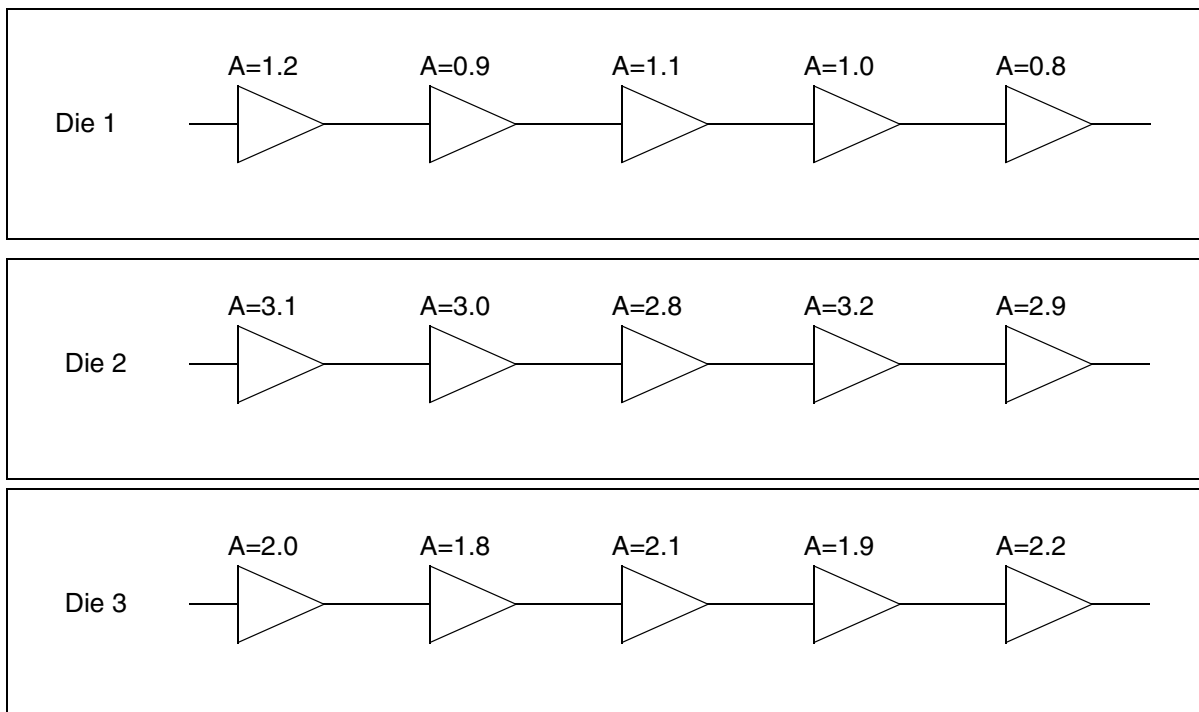 A=1.2 A=0.9 A=1.1 A=1.0 A=0.8
Die 1
A=3.1 A=3.0 A=2.8 A=3.2 A=2.9
Die 2
A=2.0 A=1.8 A=2.1 A=1.9 A=2.2
Die 3